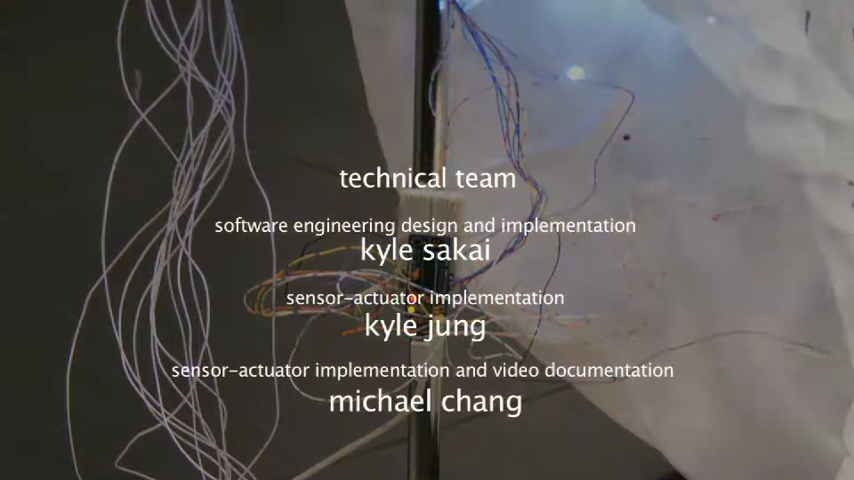 technical team
software engineering design and implementation
kyle sakai
sensor-actuator implementation
kyle jung
sensor-actuator implementation and video documentation
michael chang